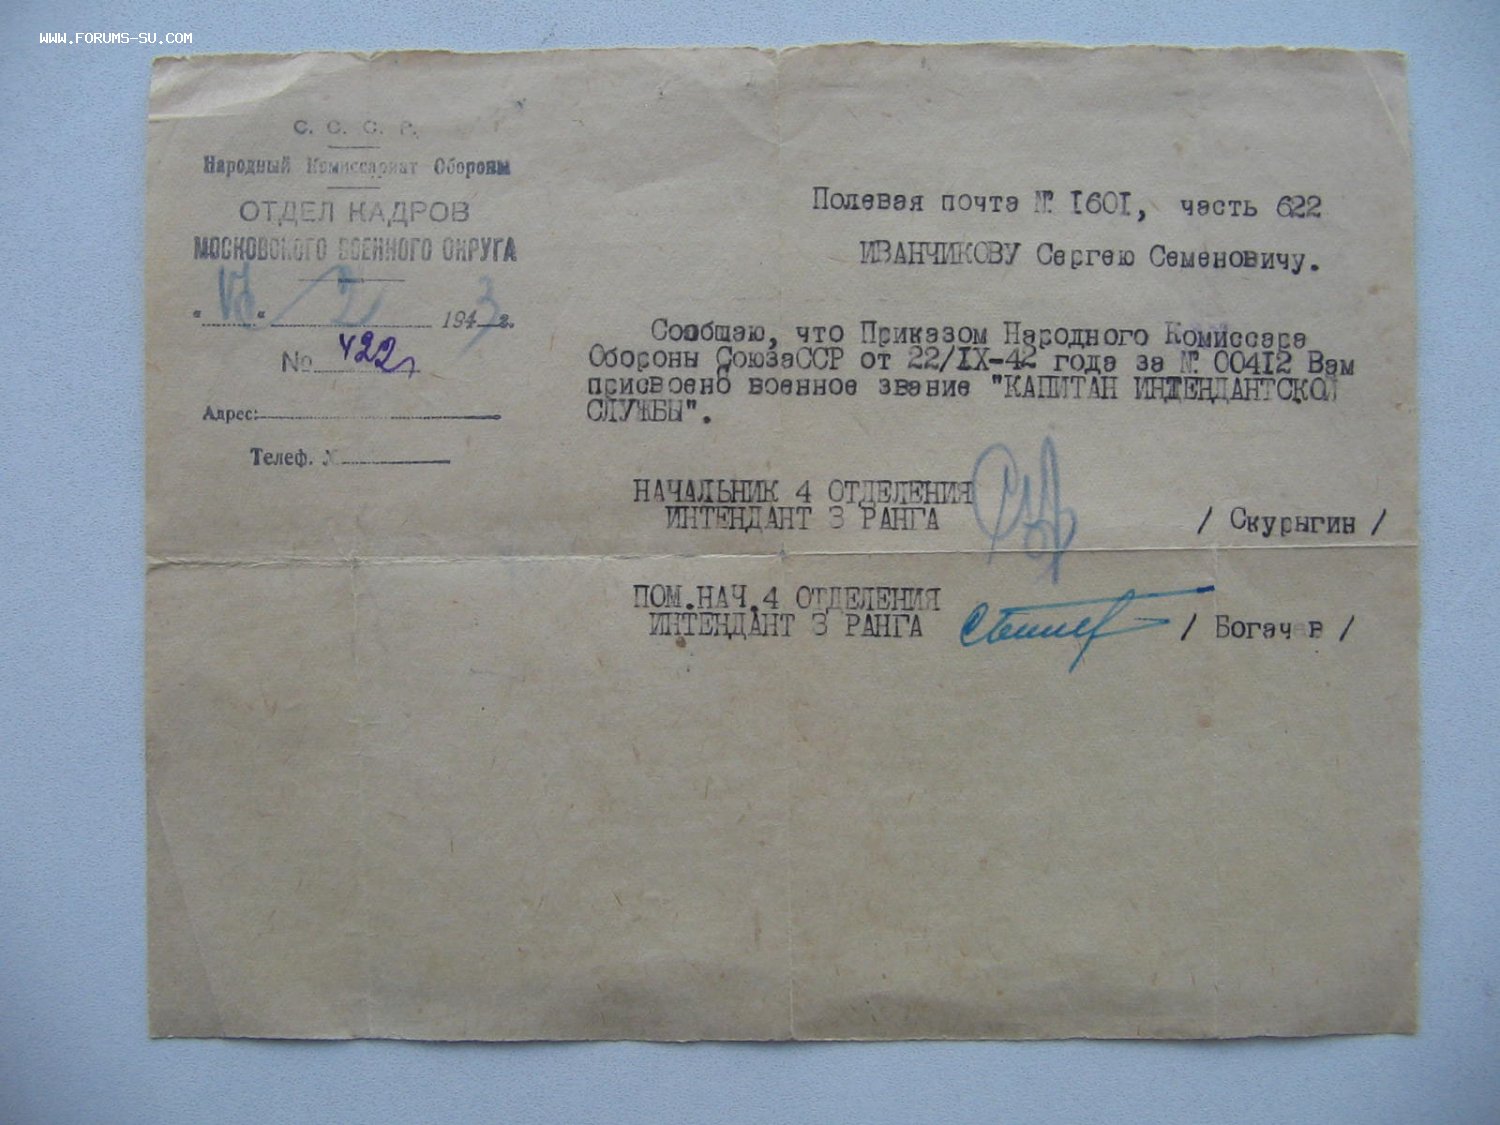 WWW.FORUMS-SU.COM
С. С. С. Р.
Народный Комиссариат Обороны
ОТДЕЛ КАДРОВ
МОСКОВСКОГО ВОЕННОГО ОКРУГА
" " 2 1943 г.
№ 422
Адрес:
Телеф. №
Полевая почта № 1601, часть 622
ИВАНЧИКОВУ Сергею Семеновичу.
Сообщаю, что Приказом Народного Комиссара
Обороны СоюзаССР от 22/IX-42 года за № 00412 Вам
присвоено военное звание "КАПИТАН ИНТЕНДАНТСКОЙ
СЛУЖБЫ".
НАЧАЛЬНИК 4 ОТДЕЛЕНИЯ
ИНТЕНДАНТ 3 РАНГА / Скурыгин /
ПОМ.НАЧ.4 ОТДЕЛЕНИЯ
ИНТЕНДАНТ 3 РАНГА / Богачев /